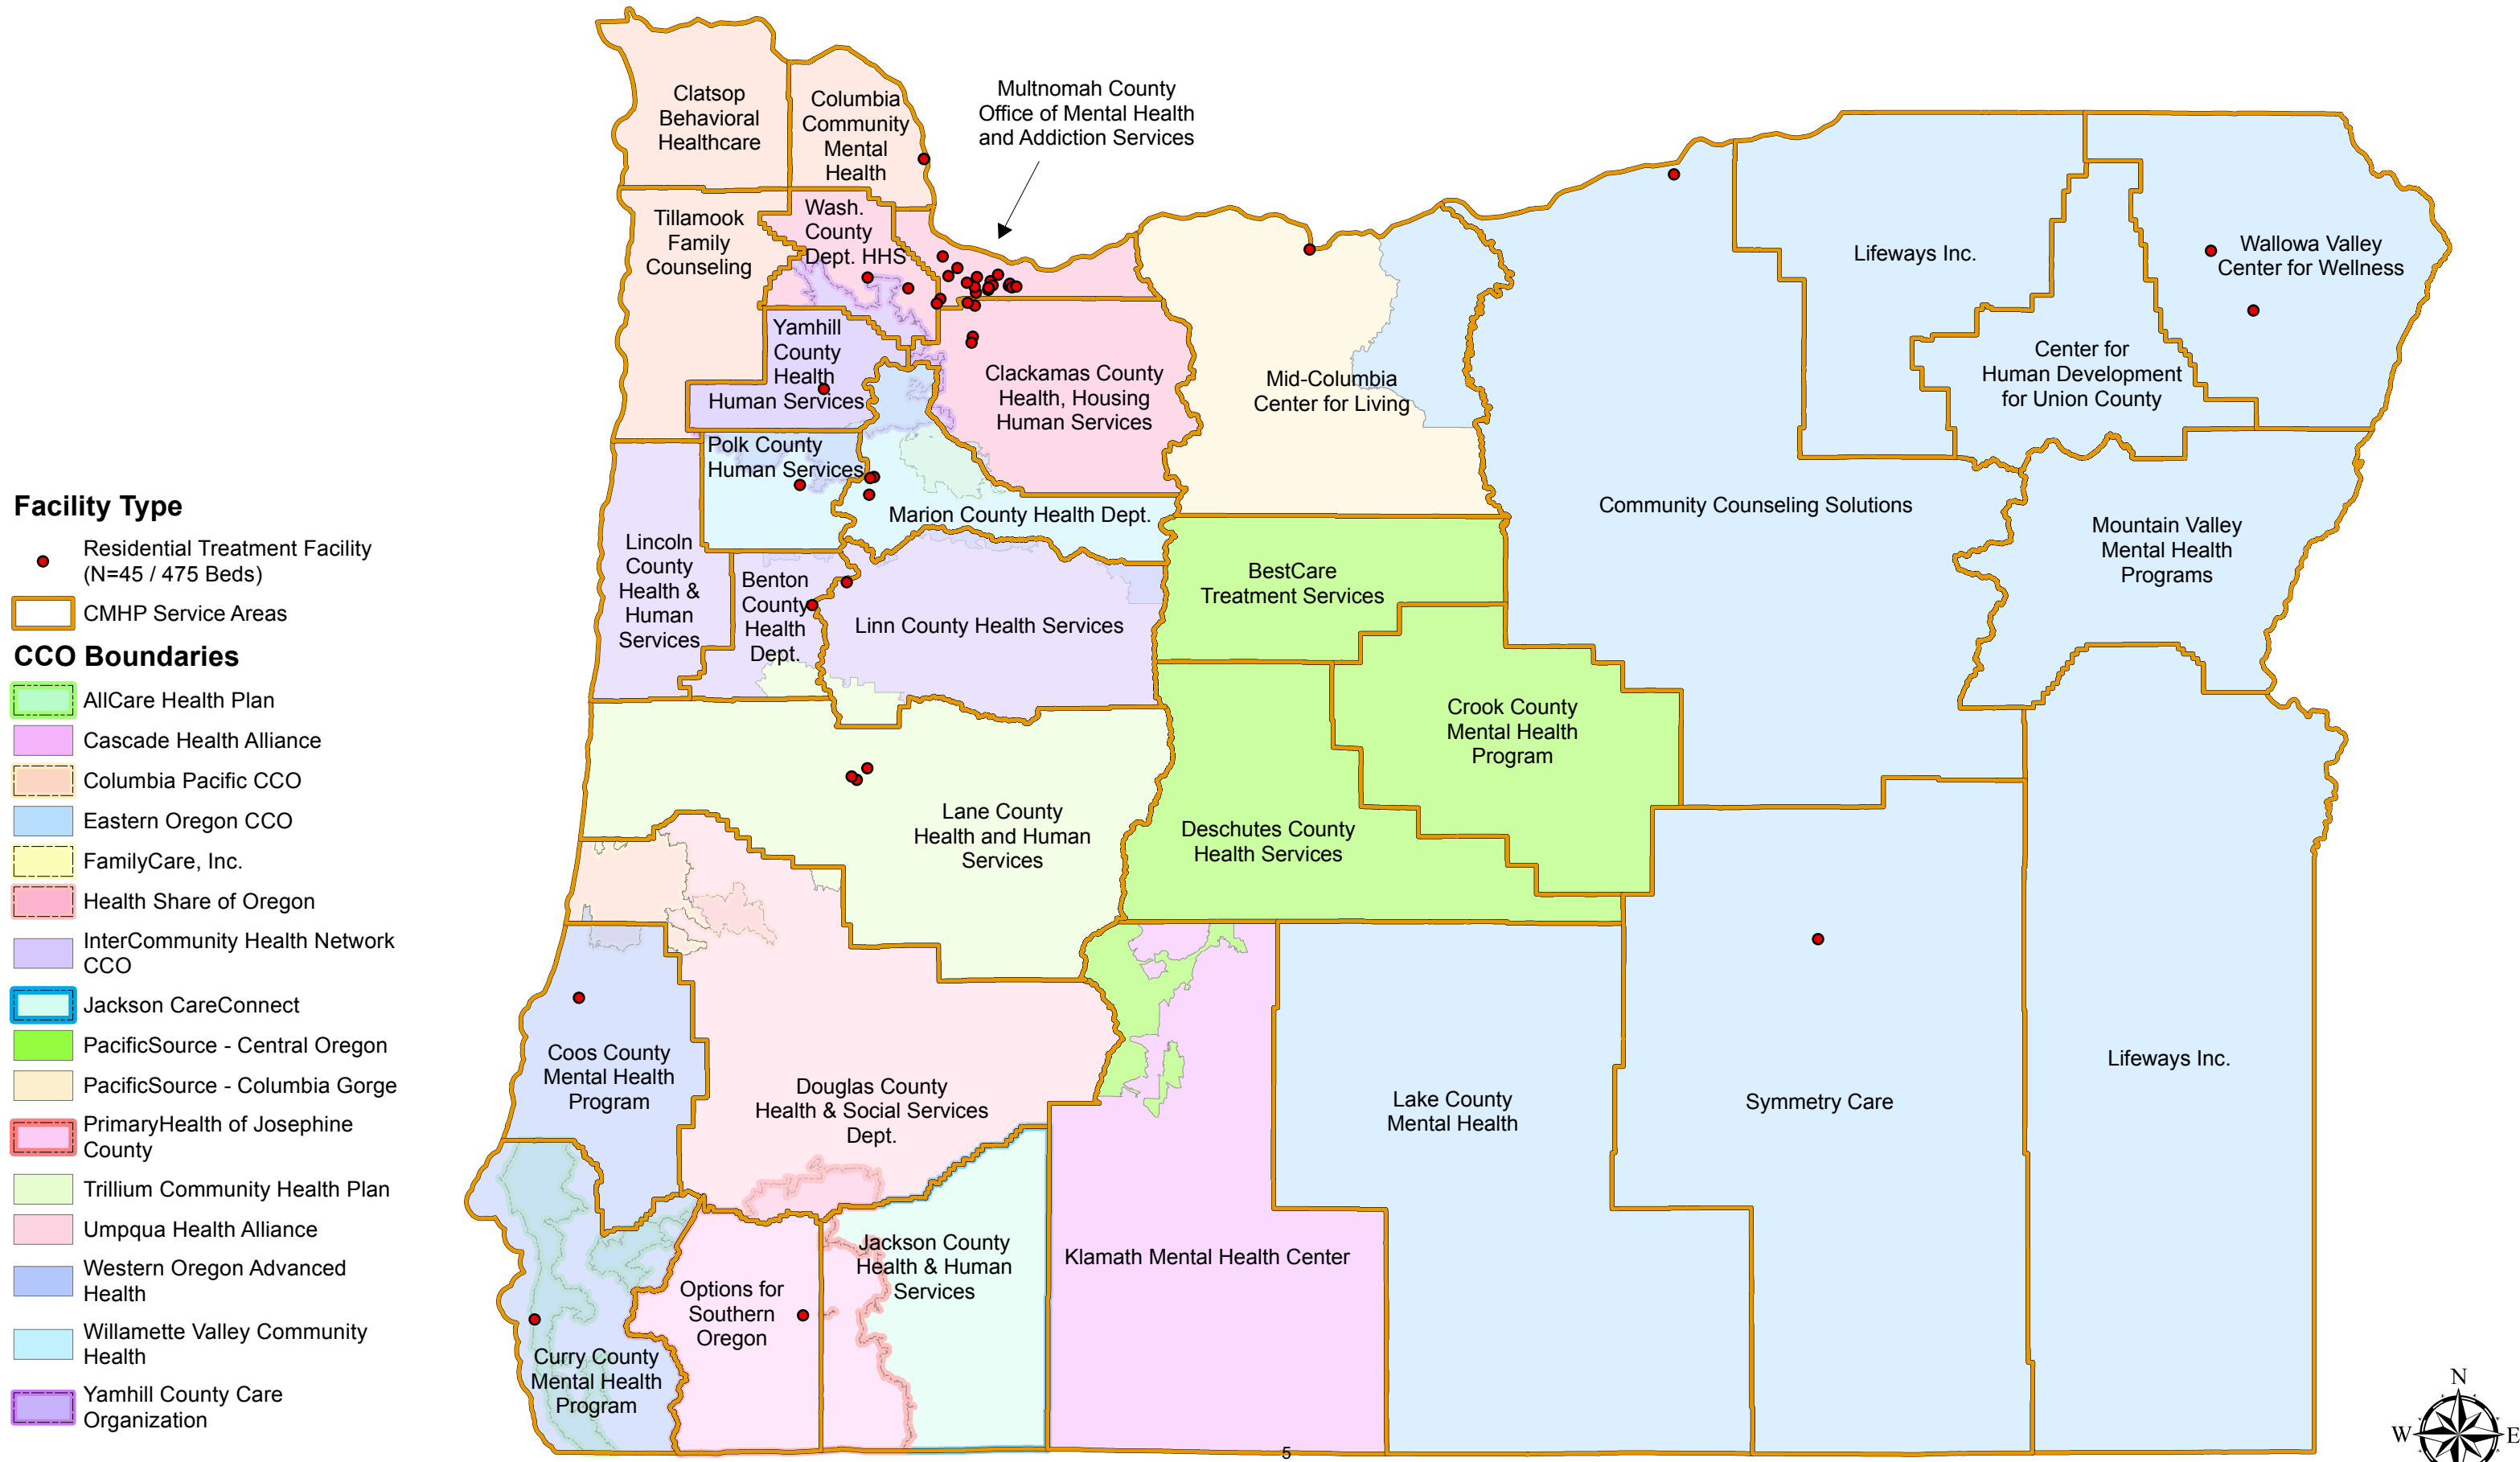 Multnomah County
Office of Mental Health
and Addiction Services
Clatsop
Behavioral
Healthcare
Columbia
Community
Mental
Health
Tillamook
Family
Counseling
Wash.
County
Dept. HHS
Lifeways Inc.
Wallowa Valley
Center for Wellness
Yamhill
County
Health
Human Services
Clackamas County
Health, Housing
Human Services
Mid-Columbia
Center for Living
Center for
Human Development
for Union County
Polk County
Human Services
Marion County Health Dept.
Community Counseling Solutions
Mountain Valley
Mental Health
Programs
Lincoln
County
Health &
Human
Services
Benton
County
Health
Dept.
Linn County Health Services
BestCare
Treatment Services
Crook County
Mental Health
Program
Lane County
Health and Human
Services
Deschutes County
Health Services
Coos County
Mental Health
Program
Douglas County
Health & Social Services
Dept.
Lake County
Mental Health
Symmetry Care
Lifeways Inc.
Jackson County
Health & Human
Services
Klamath Mental Health Center
Options for
Southern
Oregon
Curry County
Mental Health
Program
Facility Type
Residential Treatment Facility
(N=45 / 475 Beds)
CMHP Service Areas
CCO Boundaries
AllCare Health Plan
Cascade Health Alliance
Columbia Pacific CCO
Eastern Oregon CCO
FamilyCare, Inc.
Health Share of Oregon
InterCommunity Health Network
CCO
Jackson CareConnect
PacificSource - Central Oregon
PacificSource - Columbia Gorge
PrimaryHealth of Josephine
County
Trillium Community Health Plan
Umpqua Health Alliance
Western Oregon Advanced
Health
Willamette Valley Community
Health
Yamhill County Care
Organization
N
W
E
5